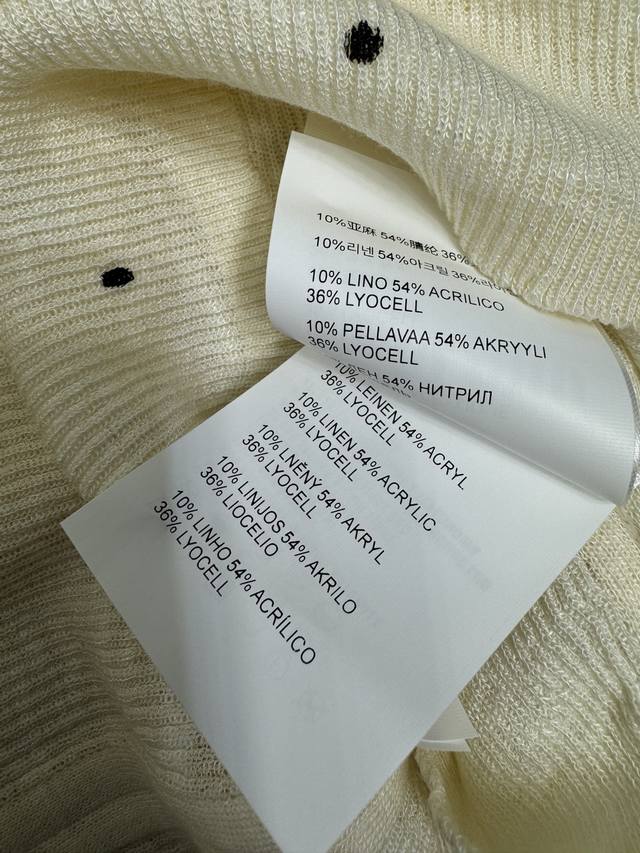 10%亚麻 54%腈纶 36%
10%리넨 54%아크릴 36%라이
10% LINO 54% ACRILICO
36% LYOCELL
10% PELLAVAA 54% AKRYYLI
36% LYOCELL
ЕН 54% НИТРИЛ
10% LEINEN 54% ACRYL
36% LYOCELL
10% LINEN 54% ACRYLIC
36% LYOCELL
10% LNĚNÝ 54% AKRYL
36% LYOCELL
10% LINIJOS 54% AKRILO
36% LIOCELIO
10% LINHO 54% ACRÍLICO
36% LYOCELL